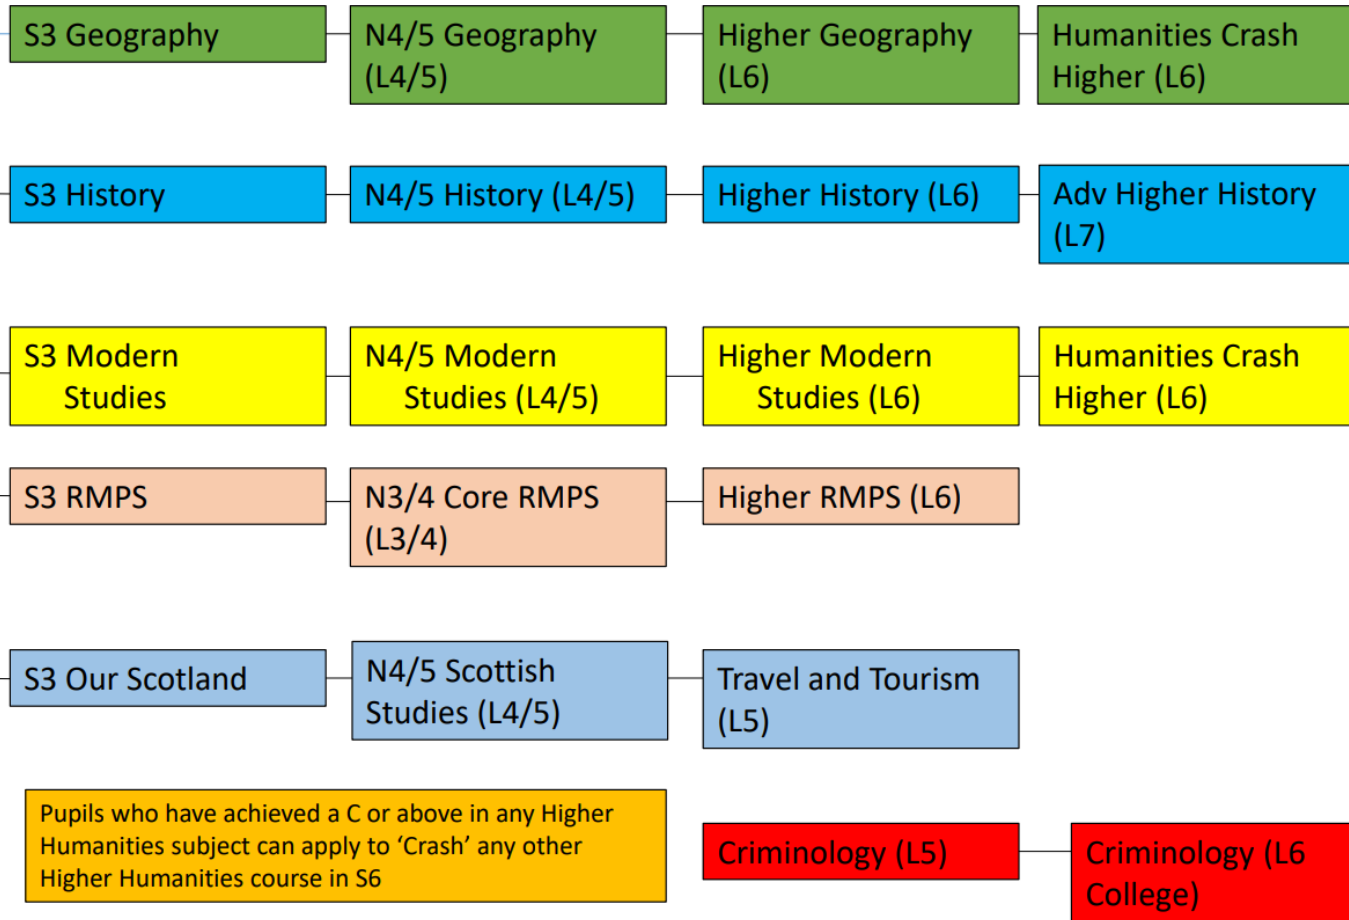 S3 Geography
N4/5 Geography
(L4/5)
Higher Geography
(L6)
Humanities Crash
Higher (L6)
S3 History
N4/5 History (L4/5)
Higher History (L6)
Adv Higher History
(L7)
S3 Modern
Studies
N4/5 Modern
Studies (L4/5)
Higher Modern
Studies (L6)
Humanities Crash
Higher (L6)
S3 RMPS
N3/4 Core RMPS
(L3/4)
Higher RMPS (L6)
S3 Our Scotland
N4/5 Scottish
Studies (L4/5)
Travel and Tourism
(L5)
Pupils who have achieved a C or above in any Higher
Humanities subject can apply to ‘Crash’ any other
Higher Humanities course in S6
Criminology (L5)
Criminology (L6
College)